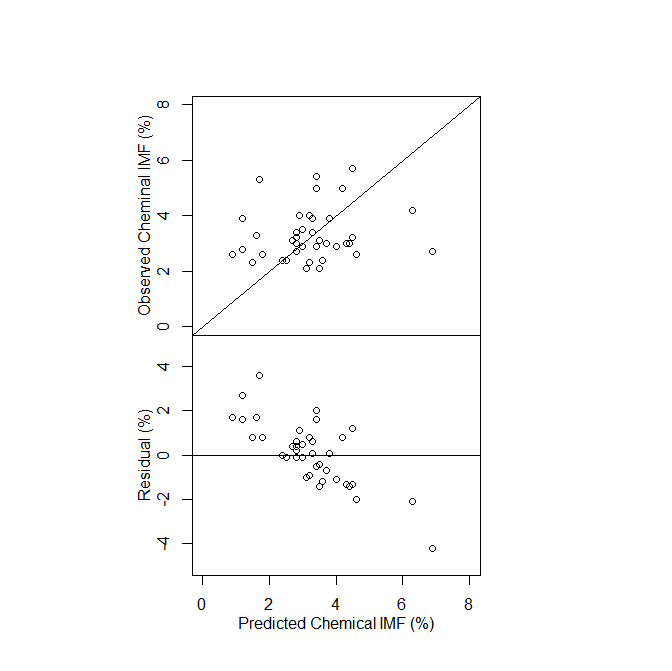 Observed Cheminal IMF (%)
8
6
4
2
0
Residual (%)
4
2
0
-2
-4
0 2 4 6 8
Predicted Chemical IMF (%)